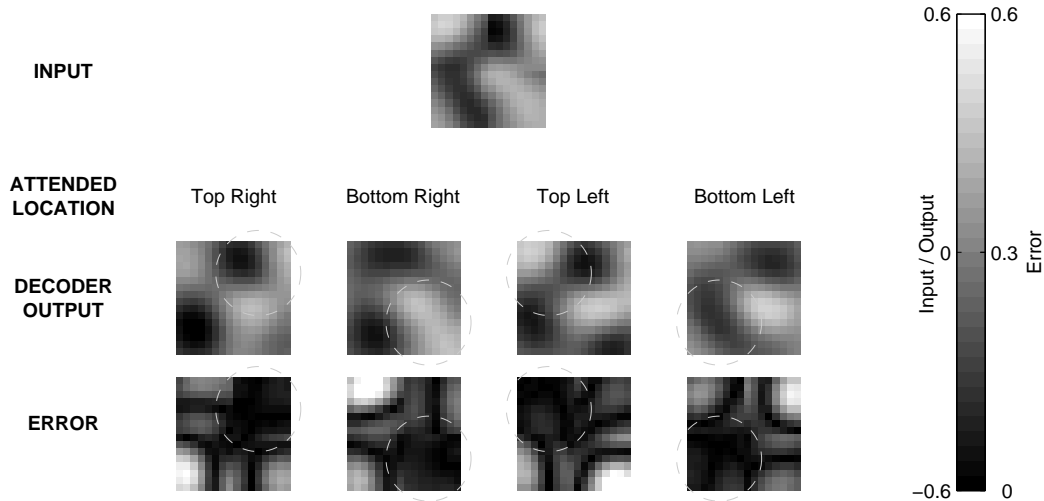 INPUT
ATTENDED
LOCATION
Top Right
Bottom Right
Top Left
Bottom Left
DECODER
OUTPUT
ERROR
0.6
0.6
0
0.3
−0.6
0
Input / Output
Error